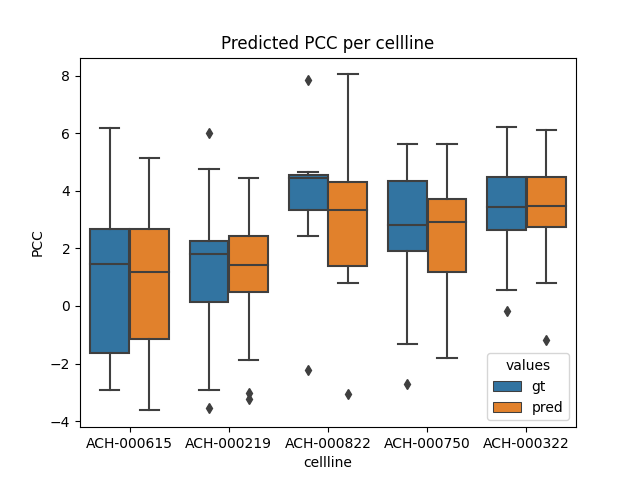 Predicted PCC per cellline
PCC
8
6
4
2
0
−2
−4
values
gt
pred
ACH-000615 ACH-000219 ACH-000822 ACH-000750 ACH-000322
cellline